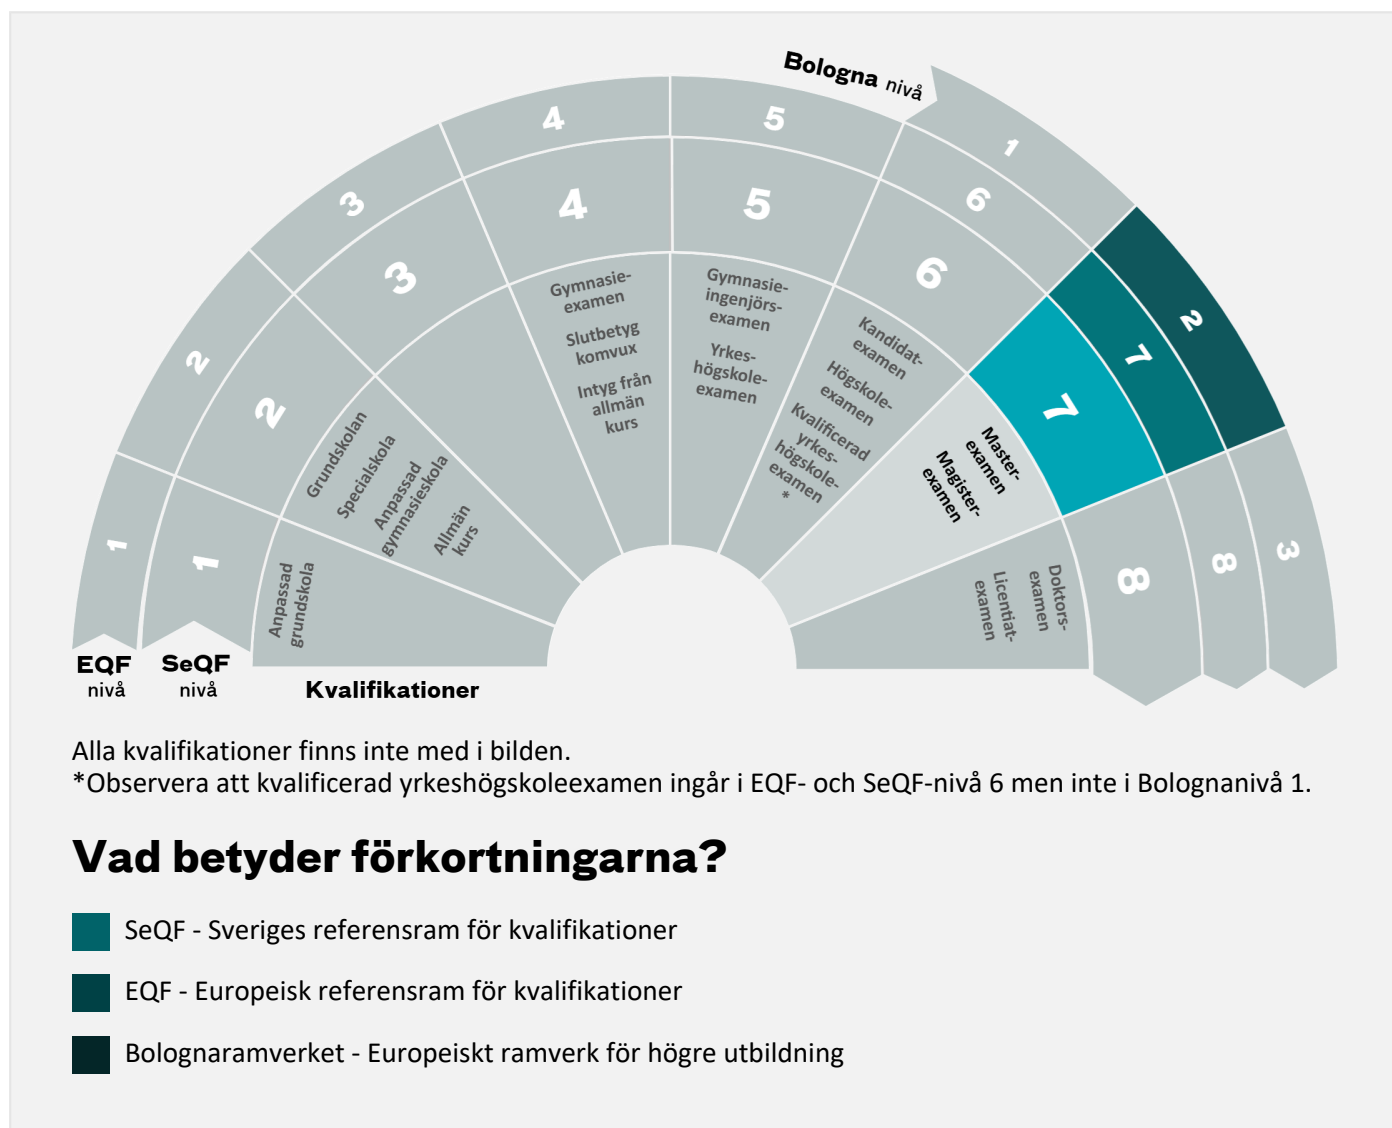 Bologna nivå
1
2
3
4
5
6
7
8
1
2
3
4
5
6
7
8
1
2
3
Anpassad
grundskola
Grundskolan
Specialskola
Anpassad
gymnasieskola
Allmän
kurs
Gymnasie-
examen
Slutbetyg
komvux
Intyg från
allmän
kurs
Gymnasie-
ingenjörs-
examen
Yrkes-
högskole-
examen
Kandidat-
examen
Högskole-
examen
Kvalificerad
yrkes-
högskole-
examen
*
Master-
examen
Magister-
examen
Doktors-
examen
Licentiat-
examen
EQF
nivå
SeQF
nivå
Kvalifikationer
Alla kvalifikationer finns inte med i bilden.
*Observera att kvalificerad yrkeshögskoleexamen ingår i EQF- och SeQF-nivå 6 men inte i Bolognanivå 1.
Vad betyder förkortningarna?
SeQF - Sveriges referensram för kvalifikationer
EQF - Europeisk referensram för kvalifikationer
Bolognaramverket - Europeiskt ramverk för högre utbildning